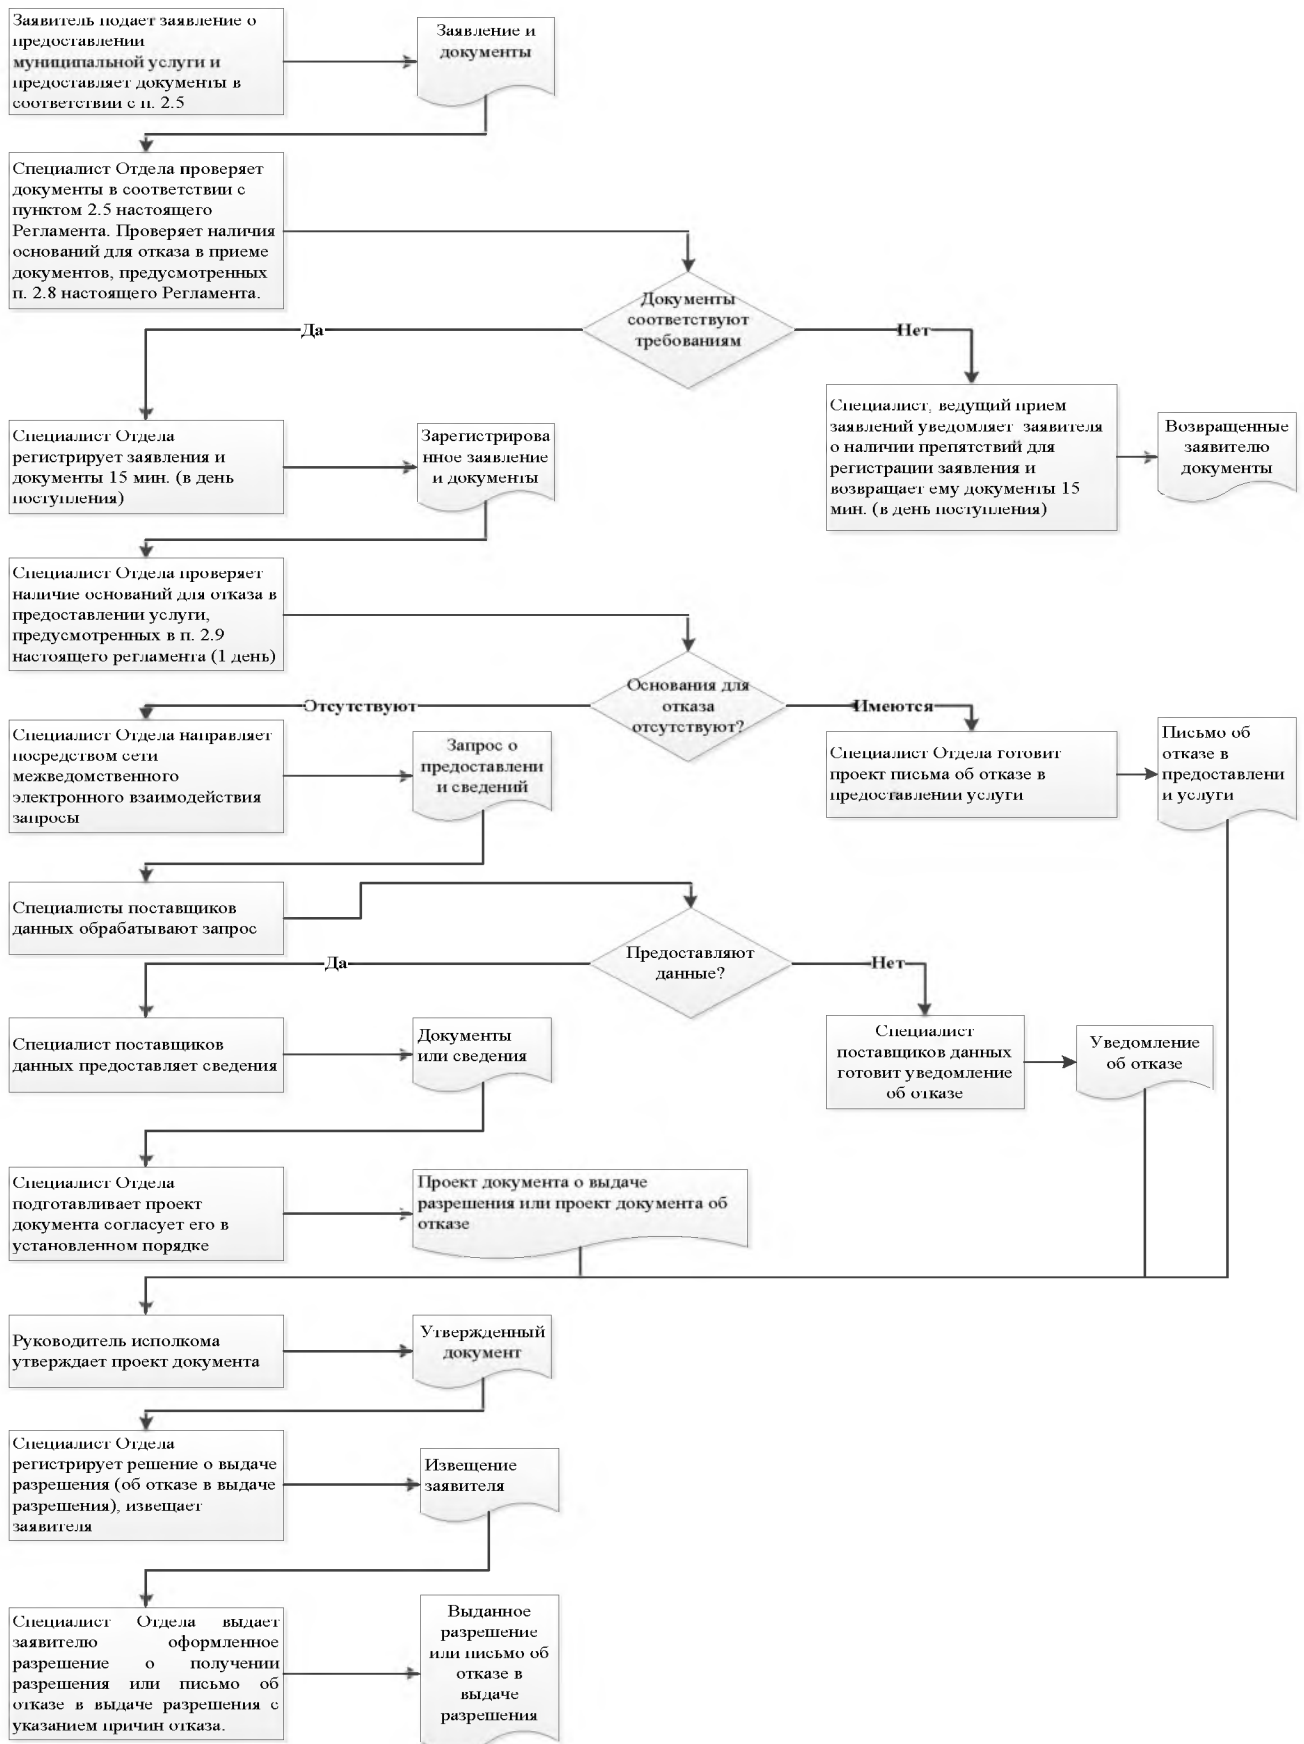 Заявитель подает заявление о
предоставлении
муниципальной услуги и
предоставляет документы в
соответствии с п. 2.5
Заявление и
документы
Специалист Отдела проверяет
документы в соответствии с
пунктом 2.5 настоящего
Регламента. Проверяет наличия
оснований для отказа в приеме
документов, предусмотренных
п. 2.8 настоящего Регламента.
Документы
соответствуют
требованиям
Да
Нет
Специалист Отдела
регистрирует заявления и
документы 15 мин. (в день
поступления)
Зарегистрирова
нное заявление
и документы
Специалист, ведущий прием
заявлений уведомляет заявителя
о наличии препятствий для
регистрации заявления и
возвращает ему документы 15
мин. (в день поступления)
Возвращенные
заявителю
документы
Специалист Отдела проверяет
наличие оснований для отказа в
предоставлении услуги,
предусмотренных в п. 2.9
настоящего регламента (1 день)
Основания для
отказа
отсутствуют?
Отсутствуют
Имеются
Специалист Отдела направляет
посредством сети
межведомственного
электронного взаимодействия
запросы
Запрос о
предоставлени
и сведений
Специалист Отдела готовит
проект письма об отказе в
предоставлении услуги
Письмо об
отказе в
предоставлени
и услуги
Специалисты поставщиков
данных обрабатывают запрос
Предоставляют
данные?
Да
Нет
Специалист поставщиков
данных предоставляет сведения
Документы
или сведения
Специалист
поставщиков данных
готовит уведомление
об отказе
Уведомление
об отказе
Специалист Отдела
подготавливает проект
документа согласует его в
установленном порядке
Проект документа о выдаче
разрешения или проект документа об
отказе
Руководитель исполкома
утверждает проект документа
Утвержденный
документ
Специалист Отдела
регистрирует решение о выдаче
разрешения (об отказе в выдаче
разрешения), извещает
заявителя
Извещение
заявителя
Специалист Отдела выдает
заявителю оформленное
разрешение о получении
разрешения или письмо об
отказе в выдаче разрешения с
указанием причин отказа.
Выданное
разрешение
или письмо об
отказе в
выдаче
разрешения